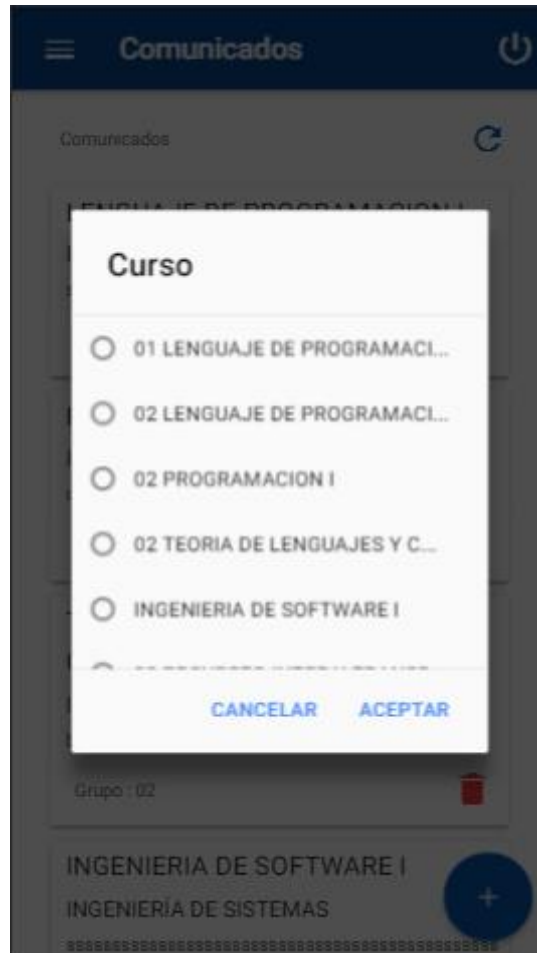 Comunicados
Comunicados
Curso
01 LENGUAJE DE PROGRAMACI...
02 LENGUAJE DE PROGRAMACI...
02 PROGRAMACION I
02 TEORIA DE LENGUAJES Y C...
INGENIERIA DE SOFTWARE I
CANCELAR ACEPTAR
Grupo : 02
INGENIERIA DE SOFTWARE I
INGENIERÍA DE SISTEMAS